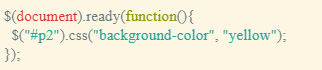 $(document).ready(function(){
  $("#p2").css("background-color", "yellow");
});